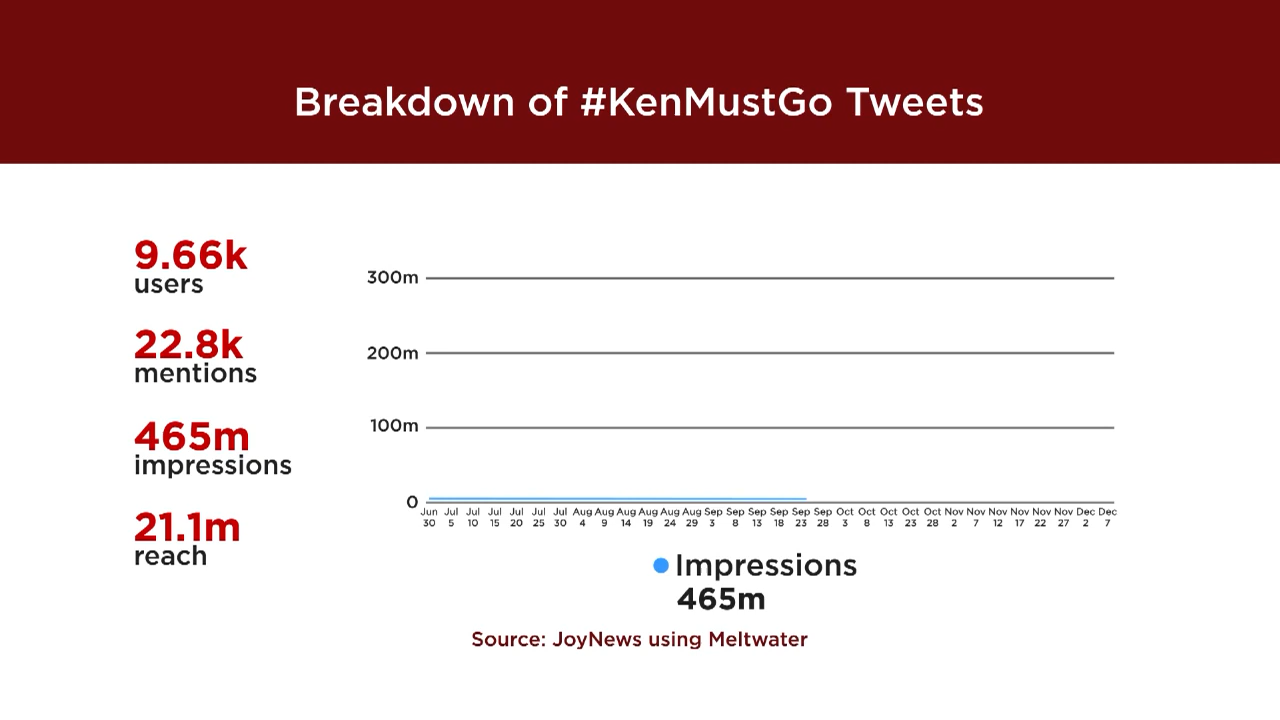 Breakdown of #KenMustGo Tweets
9.66k
users
22.8k
mentions
465m
impressions
21.1m
reach
300m
200m
100m
0
Jun Jul Jul Jul Jul Jul Jul Aug Aug Aug Aug Aug Aug Sep Sep Sep Sep Sep Sep Oct Oct Oct Oct Oct Nov Nov Nov Nov Nov Nov Dec Dec
30 5 10 15 20 25 30 4 9 14 19 24 29 3 8 13 18 23 28 3 8 13 23 28 2 7 12 17 22 27 2 7
Impressions
465m
Source: JoyNews using Meltwater